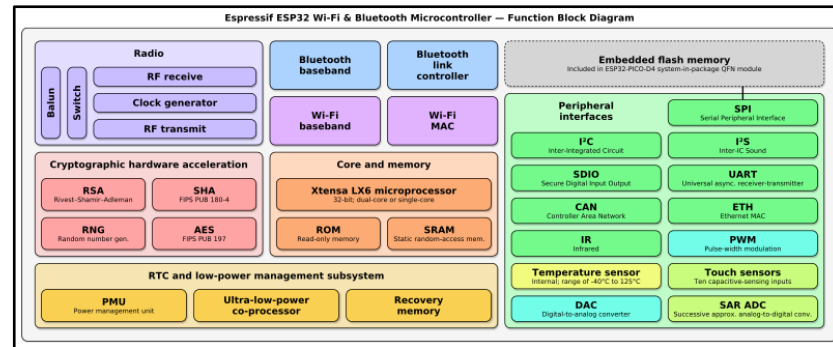 Espressif ESP32 Wi-Fi & Bluetooth Microcontroller — Function Block Diagram
Radio
Balun
Switch
RF receive
Clock generator
RF transmit
Bluetooth
baseband
Bluetooth
link
controller
Wi-Fi
baseband
Wi-Fi
MAC
Embedded flash memory
Included in ESP32-PICO-D4 system-in-package QFN module
Peripheral
interfaces
SPI
Serial Peripheral Interface
I²C
Inter-Integrated Circuit
I²S
Inter-IC Sound
SDIO
Secure Digital Input Output
UART
Universal async. receiver-transmitter
CAN
Controller Area Network
ETH
Ethernet MAC
IR
Infrared
PWM
Pulse-width modulation
Temperature sensor
Internal; range of -40°C to 125°C
Touch sensors
Ten capacitive-sensing inputs
DAC
Digital-to-analog converter
SAR ADC
Successive approx. analog-to-digital conv.
Cryptographic hardware acceleration
RSA
Rivest–Shamir–Adleman
SHA
FIPS PUB 180-4
RNG
Random number gen.
AES
FIPS PUB 197
Core and memory
Xtensa LX6 microprocessor
32-bit; dual-core or single-core
ROM
Read-only memory
SRAM
Static random-access mem.
RTC and low-power management subsystem
PMU
Power management unit
Ultra-low-power
co-processor
Recovery
memory